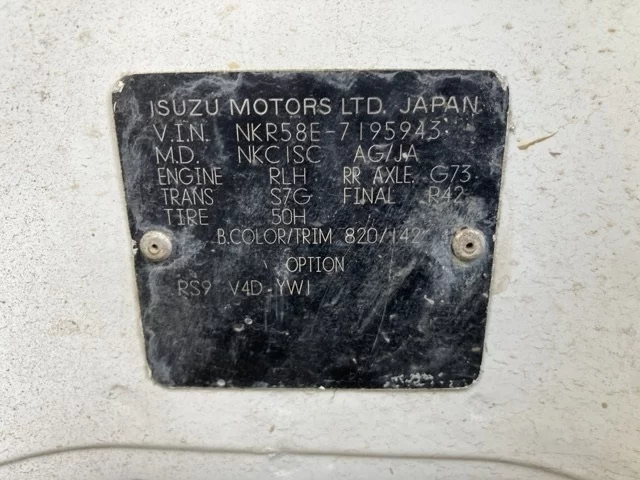 ISUZU MOTORS LTD. JAPAN
V.I.N. NKR58E-7195943
M.D. NKC1SC AG/JA
ENGINE RLH RR AXLE. G73
TRANS S7G FINAL R42
TIRE 50H
B.COLOR/TRIM 820/142
OPTION
RS9 V4D YW1